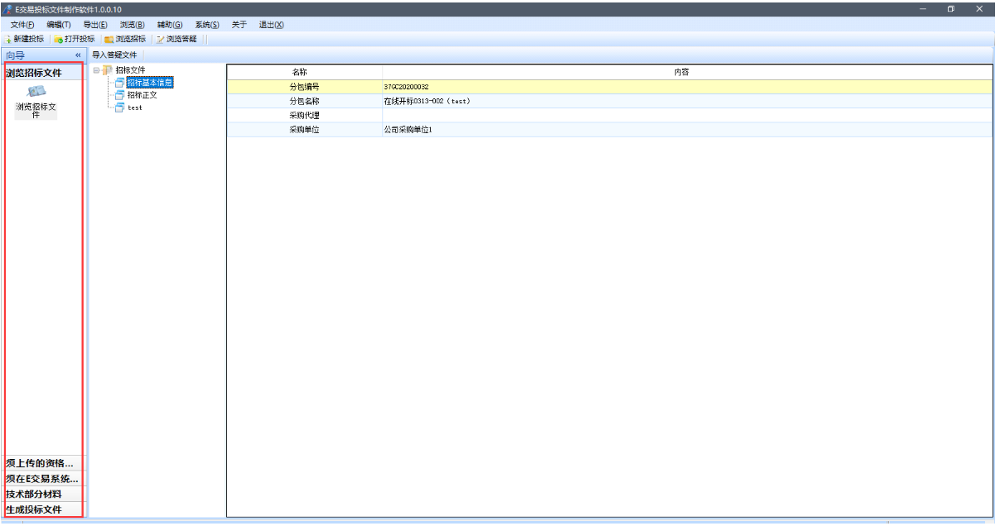 E交易投标文件制作软件1.0.0.10
文件(F) 编辑(T) 导出(E) 浏览(B) 辅助(G) 系统(S) 关于 退出(X)
新建投标 打开投标 浏览招标 浏览答疑
向导 « 导入答疑文件
浏览招标文件
浏览招标文
件
招标文件
招标基本信息
招标正文
test
名称 内容
分包编号 37GC20200032
分包名称 在线开标0313-002（test）
采购代理
采购单位 公司采购单位1
须上传的资格...
须在E交易系统...
技术部分材料
生成投标文件